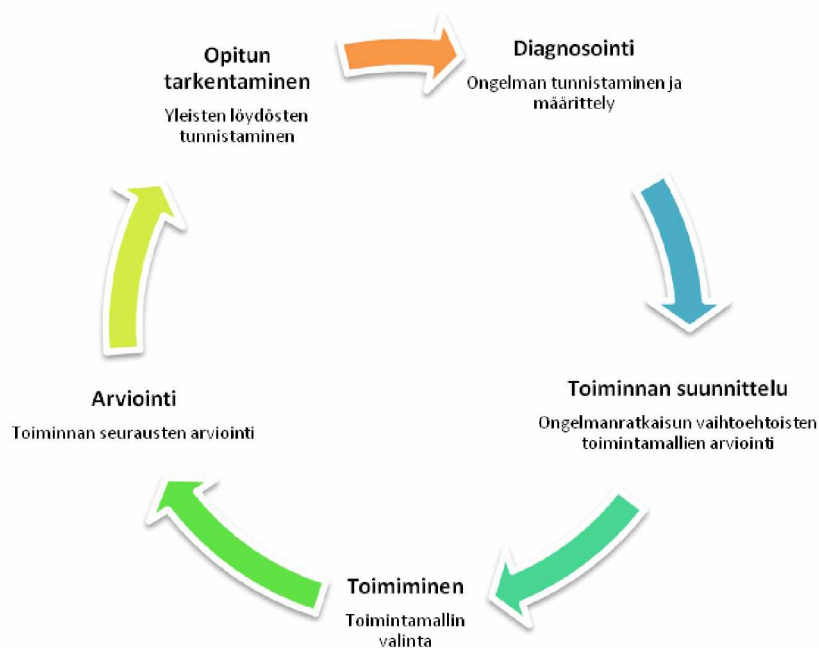 Opitun
tarkentaminen
Yleisten löydösten
tunnistaminen
Diagnosointi
Ongelman tunnistaminen ja
määrittely
Toiminnan suunnittelu
Ongelmanratkaisun vaihtoehtoisten
toimintamallien arviointi
Toimiminen
Toimintamallin
valinta
Arviointi
Toiminnan seurausten arviointi